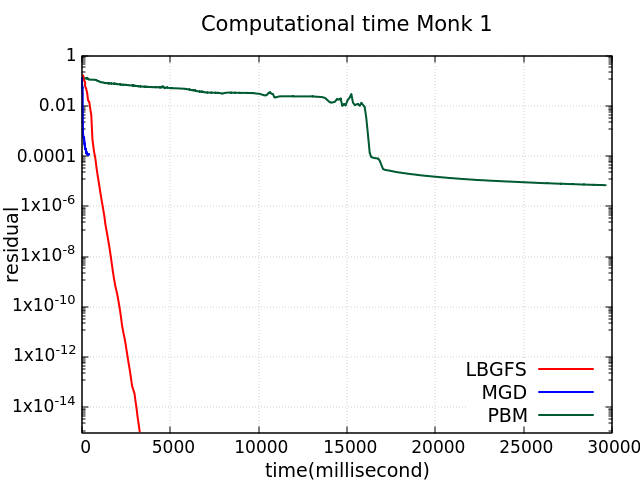 Computational time Monk 1
residual
1
0.01
0.0001
1x10-6
1x10-8
1x10-10
1x10-12
1x10-14
LBGFS
MGD
PBM
0 5000 10000 15000 20000 25000 30000
time(millisecond)